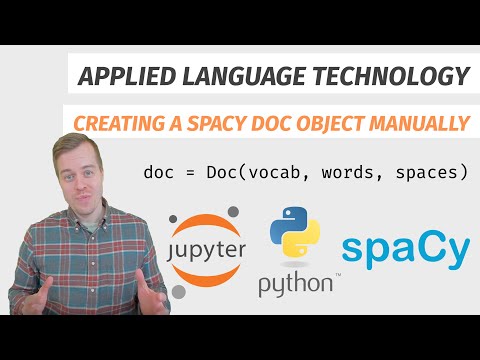 APPLIED LANGUAGE TECHNOLOGY
CREATING A SPACY DOC OBJECT MANUALLY
doc = Doc(vocab, words, spaces)
jupyter
python™
spaCy